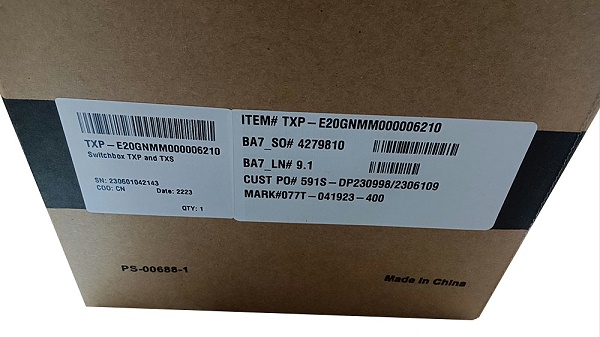 TXP-E20GNMM000006210
Switchbox TXP and TXS
SN: 230601042143
COO: CN Date: 2223
QTY: 1
ITEM# TXP-E20GNMM000006210
BA7_SO# 4279810
BA7_LN# 9.1
CUST PO# 591S-DP230998/2306109
MARK#077T-041923-400
PS-00688-1
Made in China